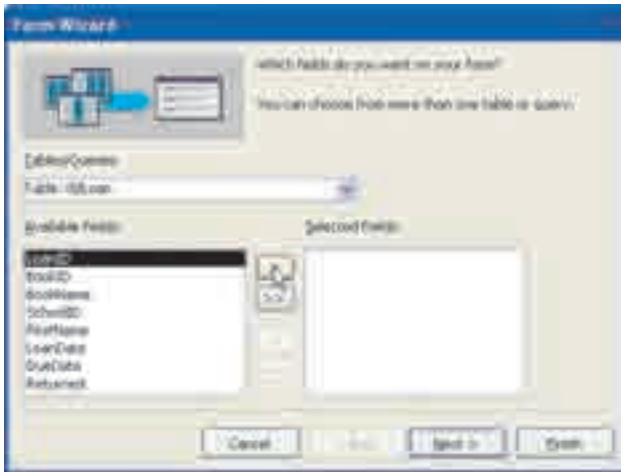 Form Wizard
Which fields do you want on your form?
You can choose from more than one table or query.
Tables/Queries
Available Fields:
Selected Fields:
LoanID
BookID
BookName
SchoolID
FirstName
LoanDate
DueDate
Returned
>
>>
Cancel
Next >
Finish